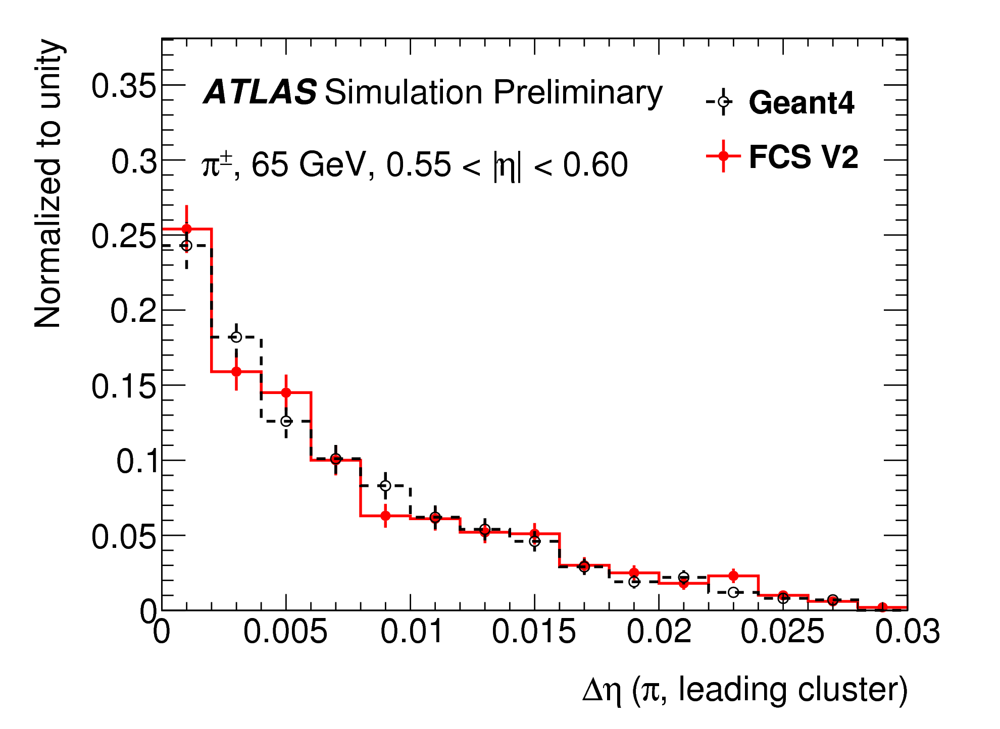 Normalized to unity
ATLAS Simulation Preliminary
π±, 65 GeV, 0.55 < |η| < 0.60
Geant4
FCS V2
0.35
0.3
0.25
0.2
0.15
0.1
0.05
0
0 0.005 0.01 0.015 0.02 0.025 0.03
Δη (π, leading cluster)